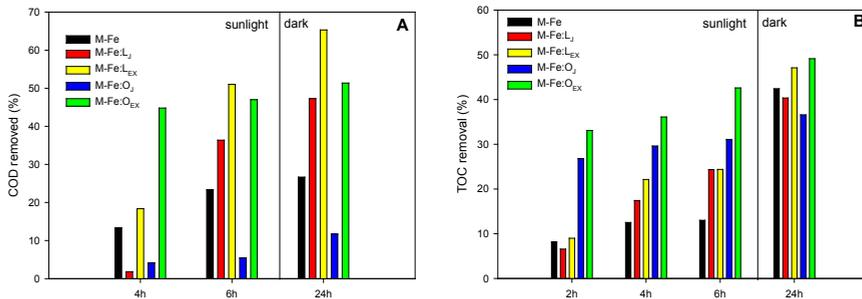 70
60
50
40
30
20
10
0
COD removed (%)
sunlight
dark
A
M-Fe
M-Fe:LJ
M-Fe:LEX
M-Fe:OJ
M-Fe:OEX
4h
6h
24h
60
50
40
30
20
10
0
TOC removal (%)
sunlight
dark
B
M-Fe
M-Fe:LJ
M-Fe:LEX
M-Fe:OJ
M-Fe:OEX
2h
4h
6h
24h